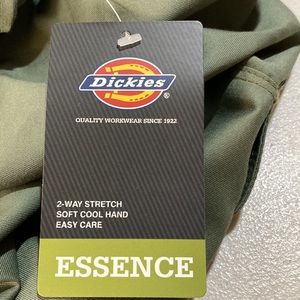 Dickies
®
QUALITY WORKWEAR SINCE 1922
2-WAY STRETCH
SOFT COOL HAND
EASY CARE
ESSENCE